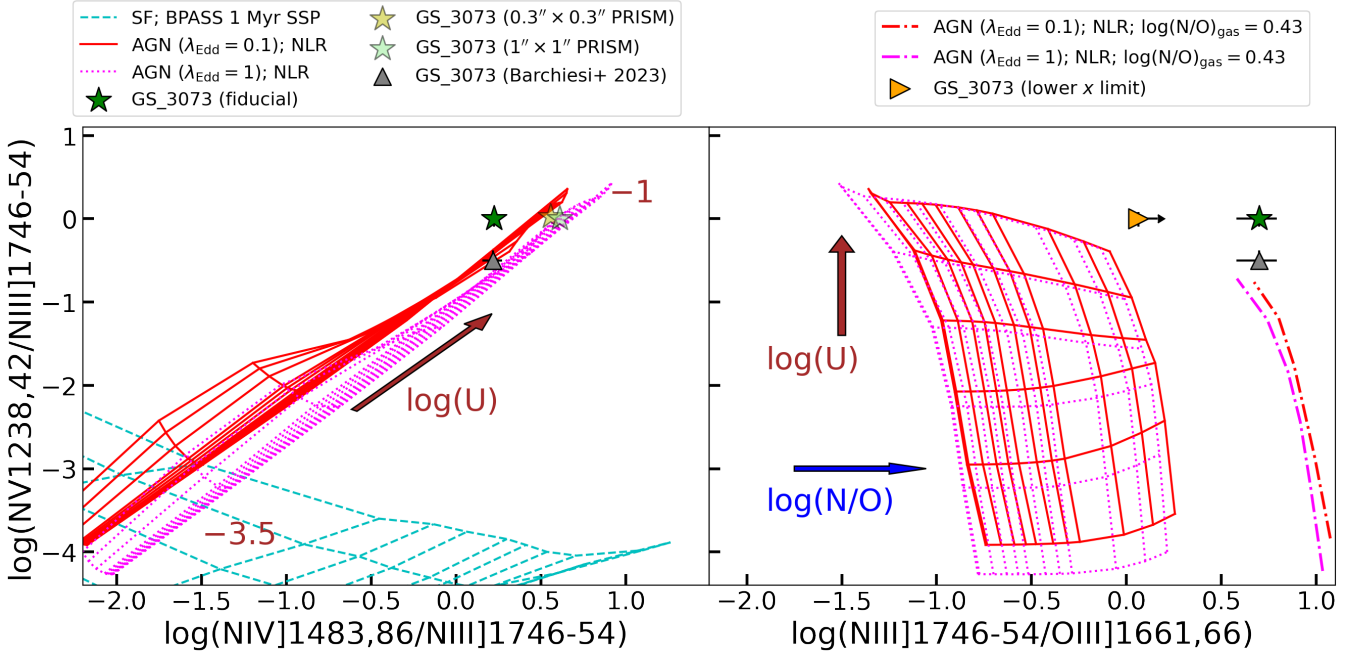 SF; BPASS 1 Myr SSP
AGN (λEdd = 0.1); NLR
AGN (λEdd = 1); NLR
GS_3073 (fiducial)
GS_3073 (0.3″ × 0.3″ PRISM)
GS_3073 (1″ × 1″ PRISM)
GS_3073 (Barchiesi+ 2023)
AGN (λEdd = 0.1); NLR; log(N/O)gas = 0.43
AGN (λEdd = 1); NLR; log(N/O)gas = 0.43
GS_3073 (lower x limit)
log(NV1238,42/NIII]1746-54)
1
0
−1
−2
−3
−4
−1
log(U)
−3.5
−2.0 −1.5 −1.0 −0.5 0.0 0.5 1.0
log(NIV]1483,86/NIII]1746-54)
log(U)
log(N/O)
−2.0 −1.5 −1.0 −0.5 0.0 0.5 1.0
log(NIII]1746-54/OIII]1661,66)